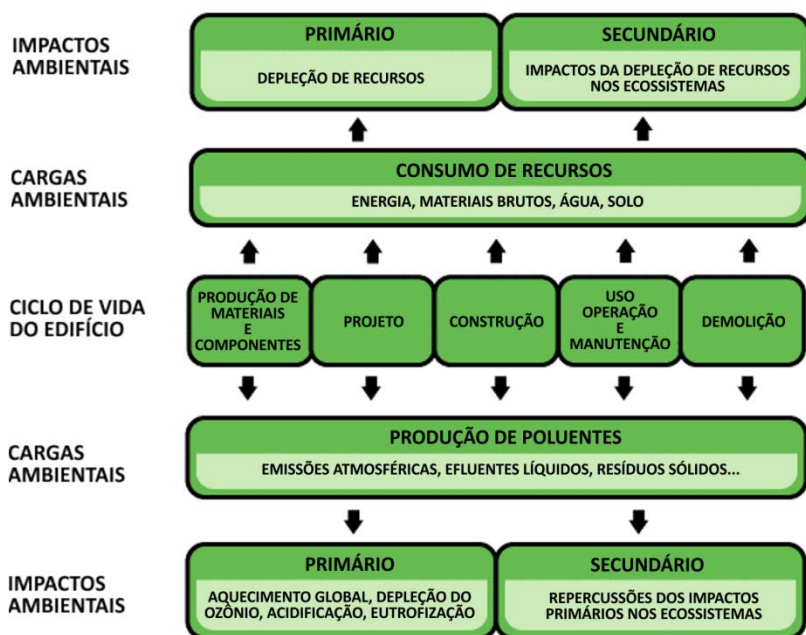 IMPACTOS
AMBIENTAIS
PRIMÁRIO
DEPLEÇÃO DE RECURSOS
SECUNDÁRIO
IMPACTOS DA DEPLEÇÃO DE RECURSOS
NOS ECOSSISTEMAS
CARGAS
AMBIENTAIS
CONSUMO DE RECURSOS
ENERGIA, MATERIAIS BRUTOS, ÁGUA, SOLO
CICLO DE VIDA
DO EDIFÍCIO
PRODUÇÃO DE
MATERIAIS
E
COMPONENTES
PROJETO
CONSTRUÇÃO
USO
OPERAÇÃO
E
MANUTENÇÃO
DEMOLIÇÃO
CARGAS
AMBIENTAIS
PRODUÇÃO DE POLUENTES
EMISSÕES ATMOSFÉRICAS, EFLUENTES LÍQUIDOS, RESÍDUOS SÓLIDOS...
IMPACTOS
AMBIENTAIS
PRIMÁRIO
AQUECIMENTO GLOBAL, DEPLEÇÃO DO
OZÔNIO, ACIDIFICAÇÃO, EUTROFIZAÇÃO
SECUNDÁRIO
REPERCUSSÕES DOS IMPACTOS
PRIMÁRIOS NOS ECOSSISTEMAS